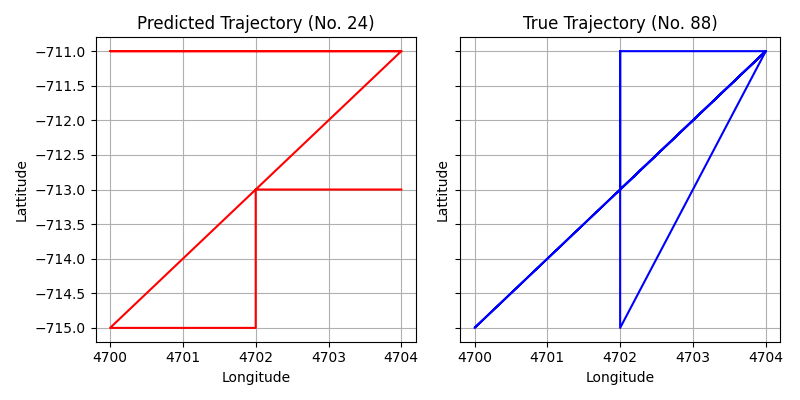 Predicted Trajectory (No. 24)
True Trajectory (No. 88)
Lattitude
−711.0
−711.5
−712.0
−712.5
−713.0
−713.5
−714.0
−714.5
−715.0
4700 4701 4702 4703 4704
Longitude
Lattitude
4700 4701 4702 4703 4704
Longitude